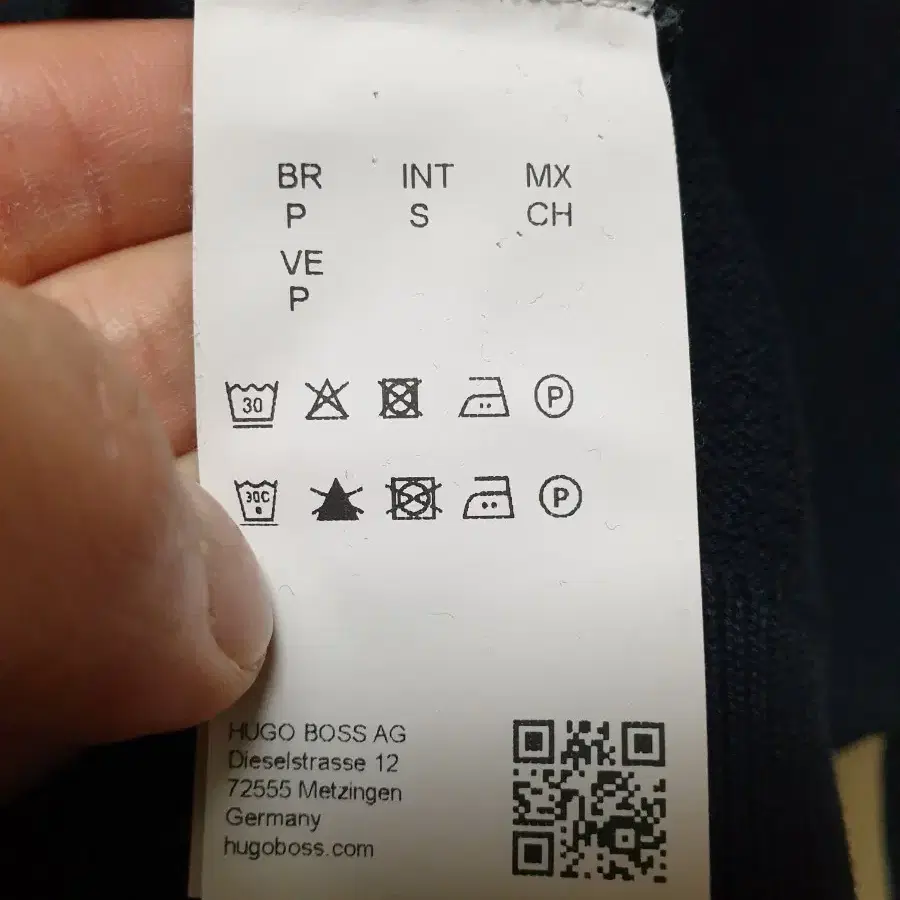 BR INT MX
P S CH
VE
P
30 P
30C P
HUGO BOSS AG
Dieselstrasse 12
72555 Metzingen
Germany
hugoboss.com